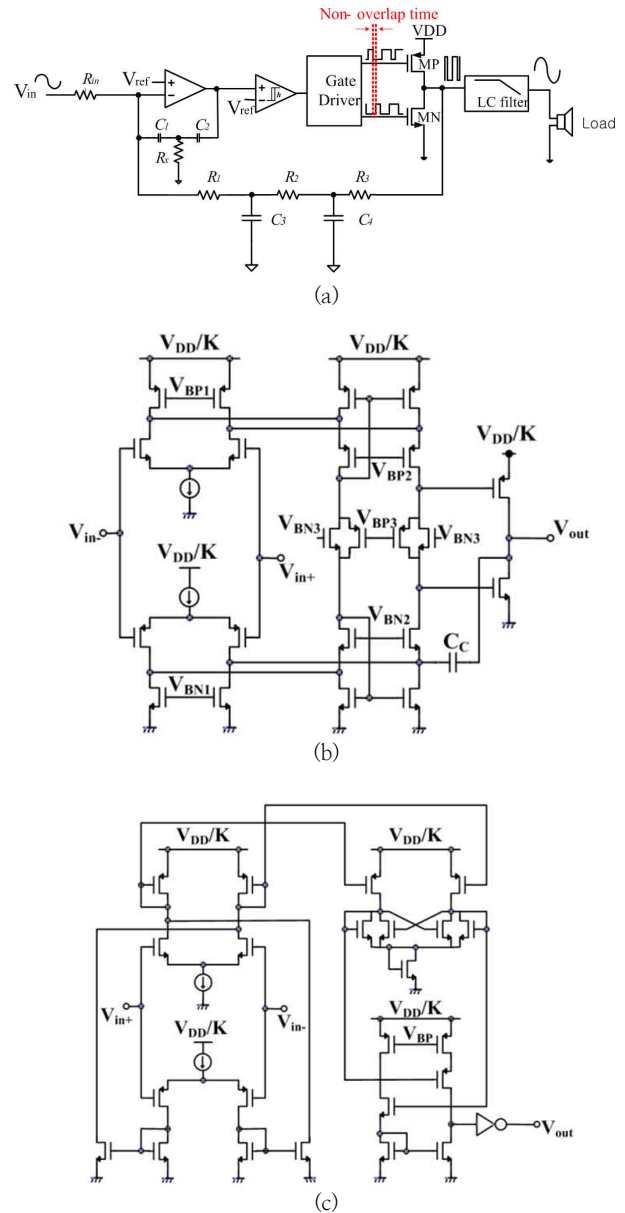 Non- overlap time
VDD
MP
Vin
Rin
Vref
+
−
Vref
+
−
h
Gate
Driver
MN
LC filter
Load
C1
C2
Rx
R1
R2
R3
C3
C4
(a)
VDD/K
VDD/K
VBP1
VBP2
VDD/K
Vin-
VBN3
VBP3
VBN3
Vout
VDD/K
Vin+
VBN2
CC
VBN1
(b)
VDD/K
VDD/K
Vin+
Vin-
VDD/K
VDD/K
VBP
Vout
(c)